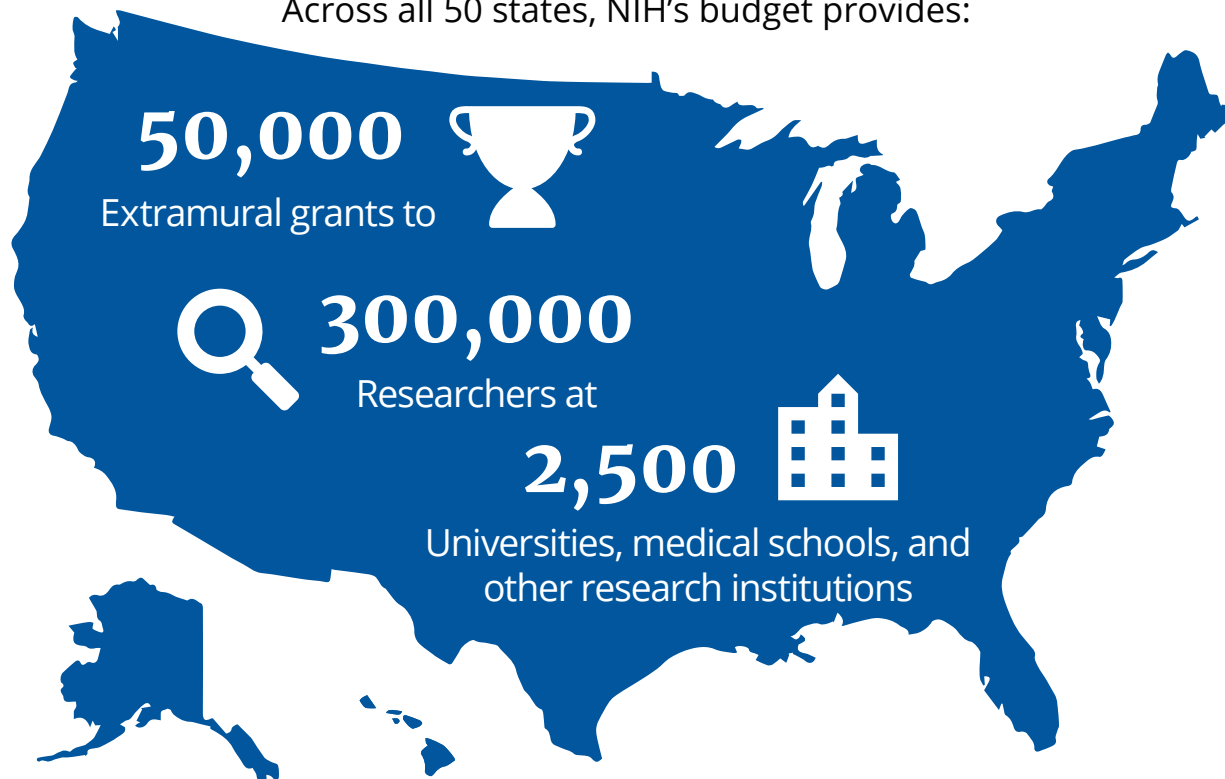 Across all 50 states, NIH’s budget provides:
50,000
Extramural grants to
300,000
Researchers at
2,500
Universities, medical schools, and
other research institutions